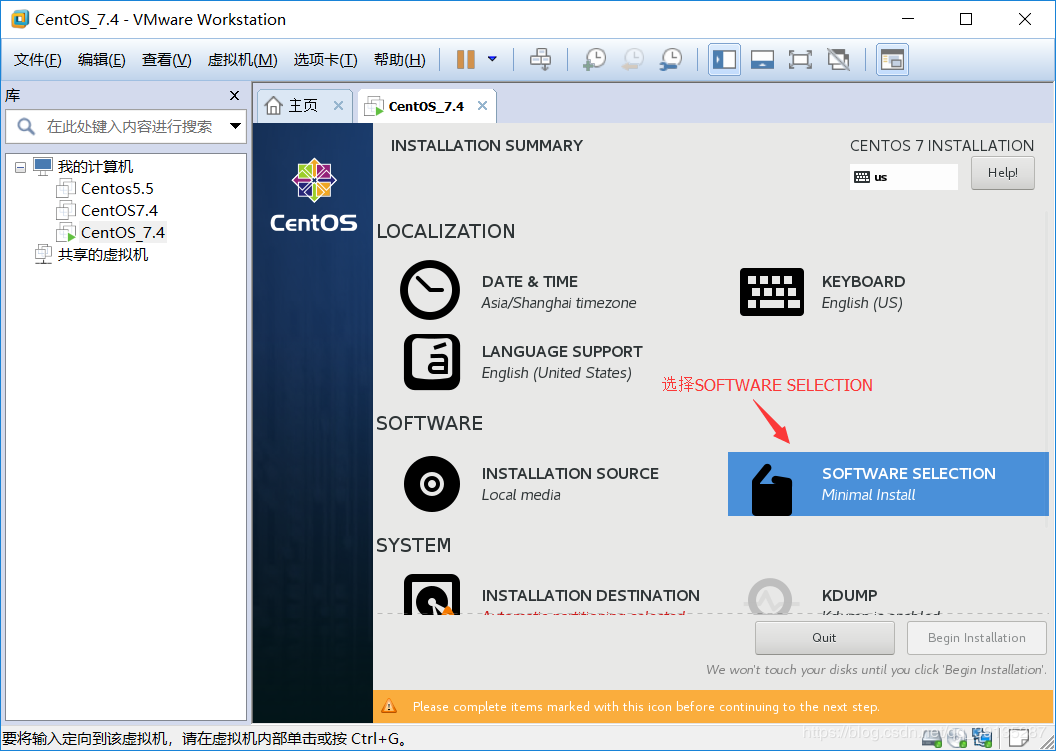 CentOS_7.4 - VMware Workstation
文件(F) 编辑(E) 查看(V) 虚拟机(M) 选项卡(T) 帮助(H)
库
在此处键入内容进行搜索
我的计算机
Centos5.5
CentOS7.4
CentOS_7.4
共享的虚拟机
主页 CentOS_7.4
CentOS
INSTALLATION SUMMARY
CENTOS 7 INSTALLATION
us
Help!
LOCALIZATION
DATE & TIME
Asia/Shanghai timezone
KEYBOARD
English (US)
LANGUAGE SUPPORT
English (United States)
选择SOFTWARE SELECTION
SOFTWARE
INSTALLATION SOURCE
Local media
SOFTWARE SELECTION
Minimal Install
SYSTEM
INSTALLATION DESTINATION
Automatic partitioning selected
KDUMP
Kdump is enabled
Quit
Begin Installation
We won't touch your disks until you click 'Begin Installation'.
Please complete items marked with this icon before continuing to the next step.
要将输入定向到该虚拟机，请在虚拟机内部单击或按 Ctrl+G。